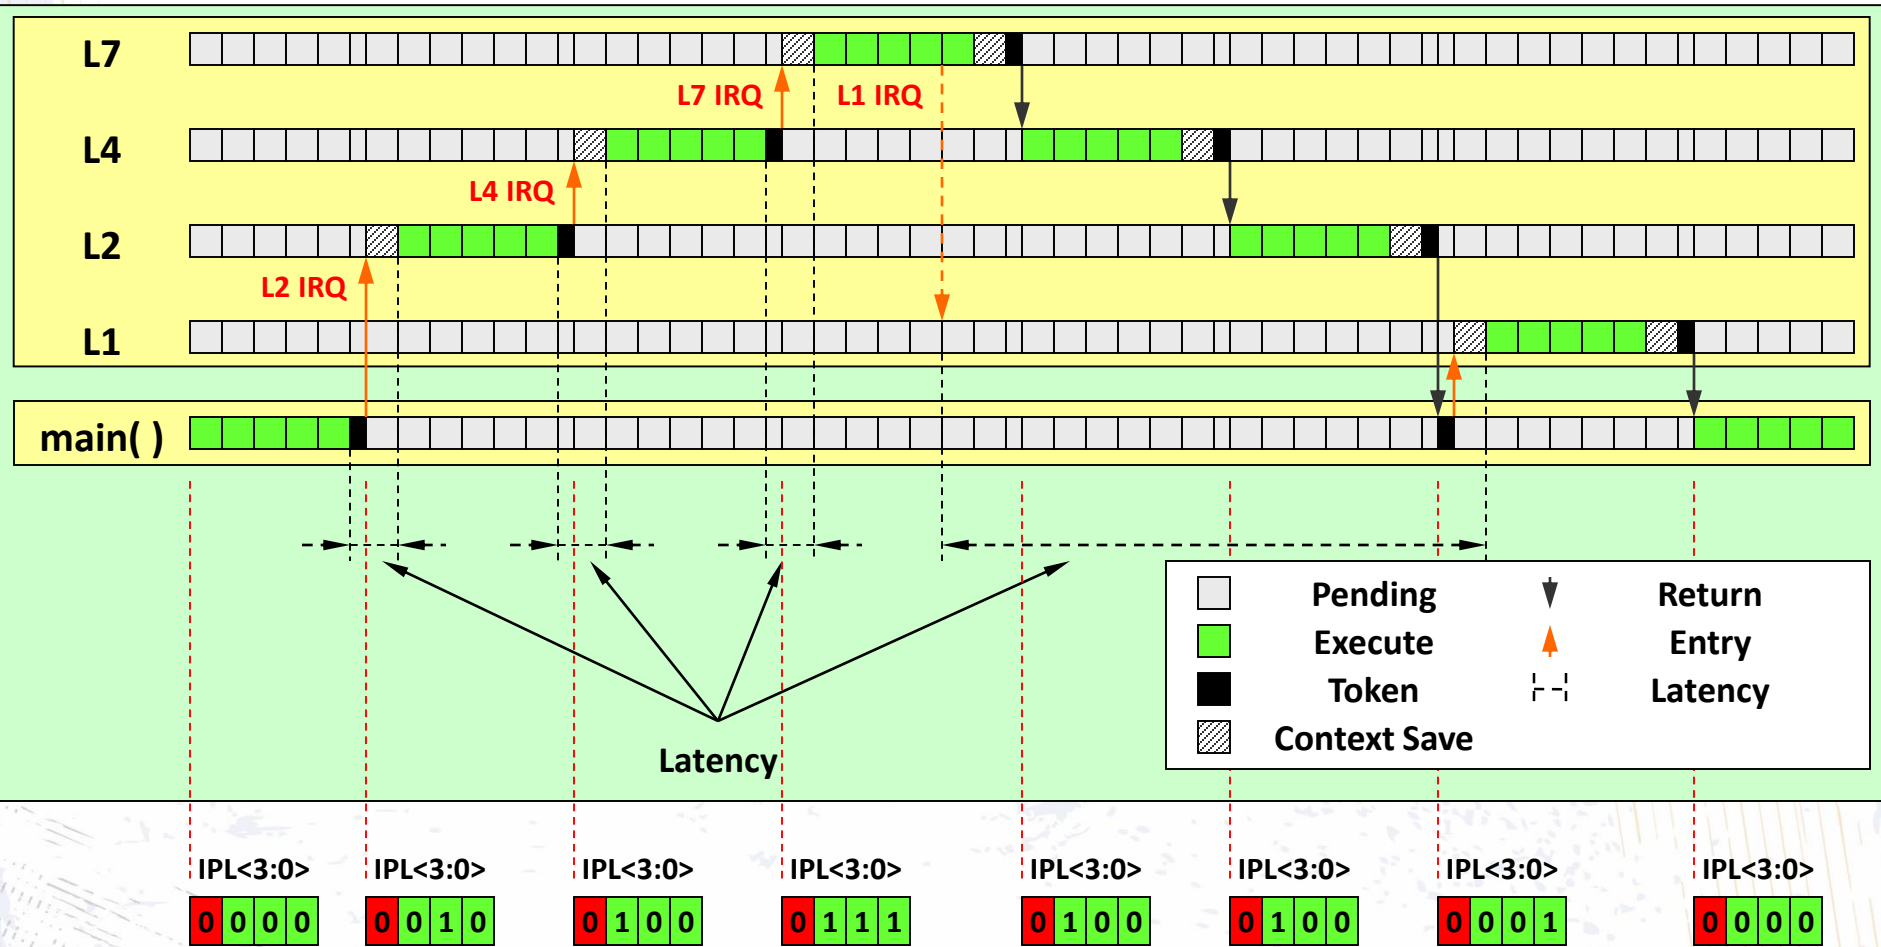 L7
L7 IRQ
L1 IRQ
L4
L4 IRQ
L2
L2 IRQ
L1
main( )
Pending
Return
Execute
Entry
Token
Latency
Context Save
Latency
IPL<3:0> IPL<3:0> IPL<3:0> IPL<3:0> IPL<3:0> IPL<3:0> IPL<3:0> IPL<3:0>
0 0 0 0 0 0 1 0 0 1 0 0 0 1 1 1 0 1 0 0 0 1 0 0 0 0 0 1 0 0 0 0